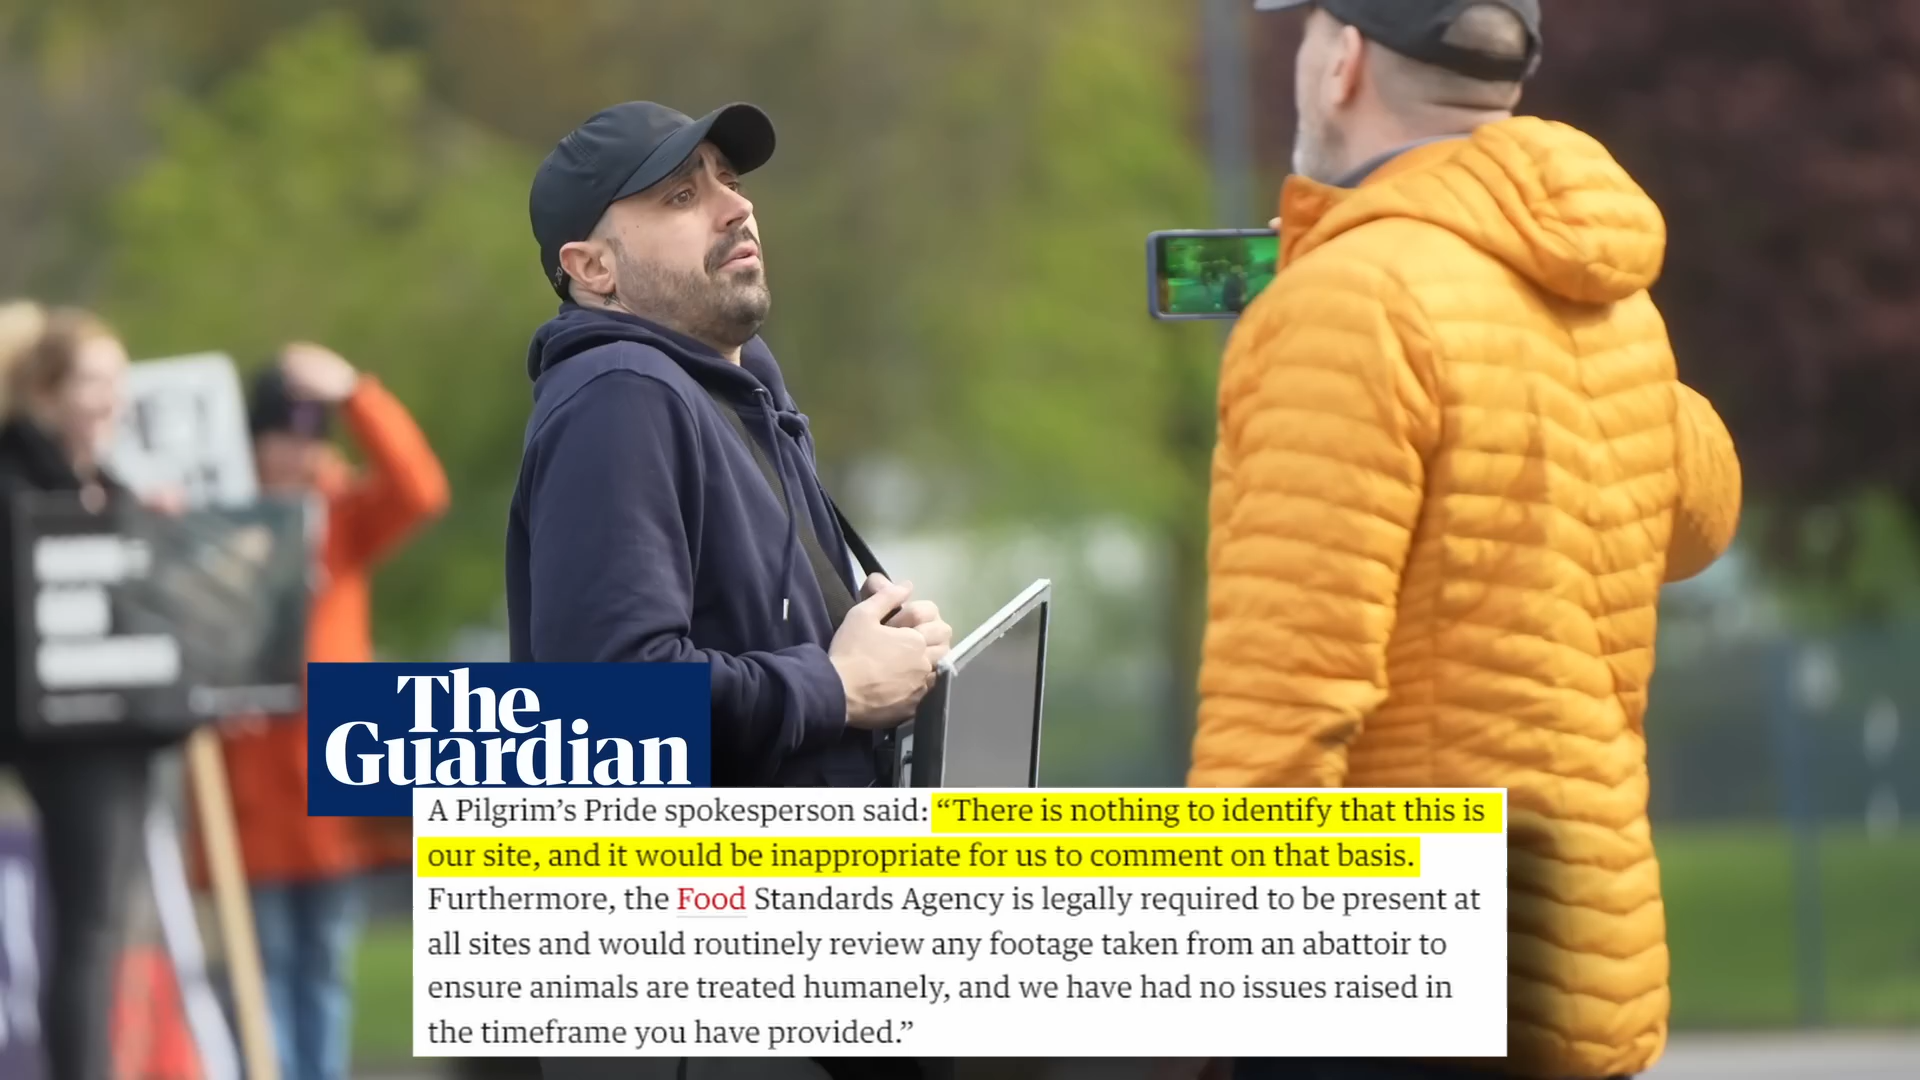 The
Guardian
A Pilgrim’s Pride spokesperson said: “There is nothing to identify that this is
our site, and it would be inappropriate for us to comment on that basis.
Furthermore, the Food Standards Agency is legally required to be present at
all sites and would routinely review any footage taken from an abattoir to
ensure animals are treated humanely, and we have had no issues raised in
the timeframe you have provided.”